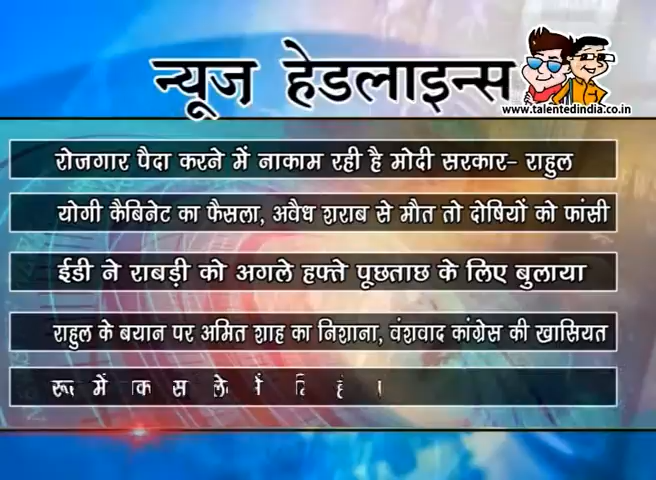 न्यूज हेडलाइन्स
www.talentedindia.co.in
रोजगार पैदा करने में नाकाम रही है मोदी सरकार– राहुल
योगी कैबिनेट का फैसला, अवैध शराब से मौत तो दोषियों को फांसी
ईडी ने राबड़ी को अगले हफ्ते पूछताछ के लिए बुलाया
राहुल के बयान पर अमित शाह का निशाना, वंशवाद कांग्रेस की खासियत
में